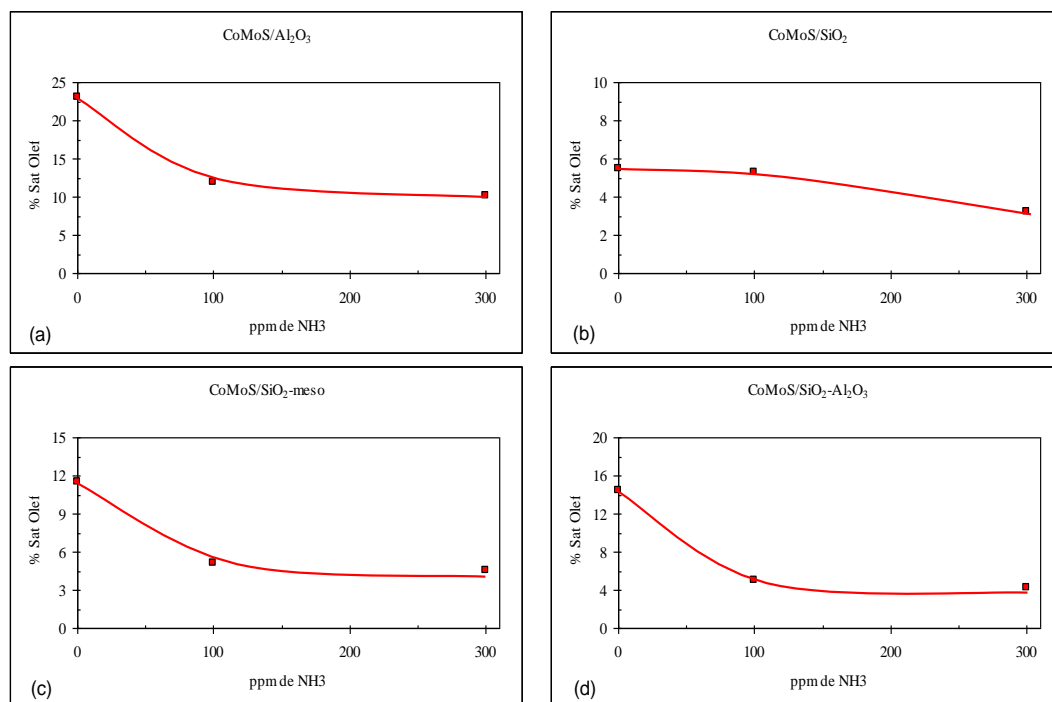 CoMoS/Al₂O₃
25
20
15
10
5
0
% Sat Olef
0 100 200 300
ppm de NH3
(a)
CoMoS/SiO₂
10
8
6
4
2
0
% Sat Olef
0 100 200 300
ppm de NH3
(b)
CoMoS/SiO₂-meso
15
12
9
6
3
0
% Sat Olef
0 100 200 300
ppm de NH3
(c)
CoMoS/SiO₂-Al₂O₃
20
16
12
8
4
0
% Sat Olef
0 100 200 300
ppm de NH3
(d)